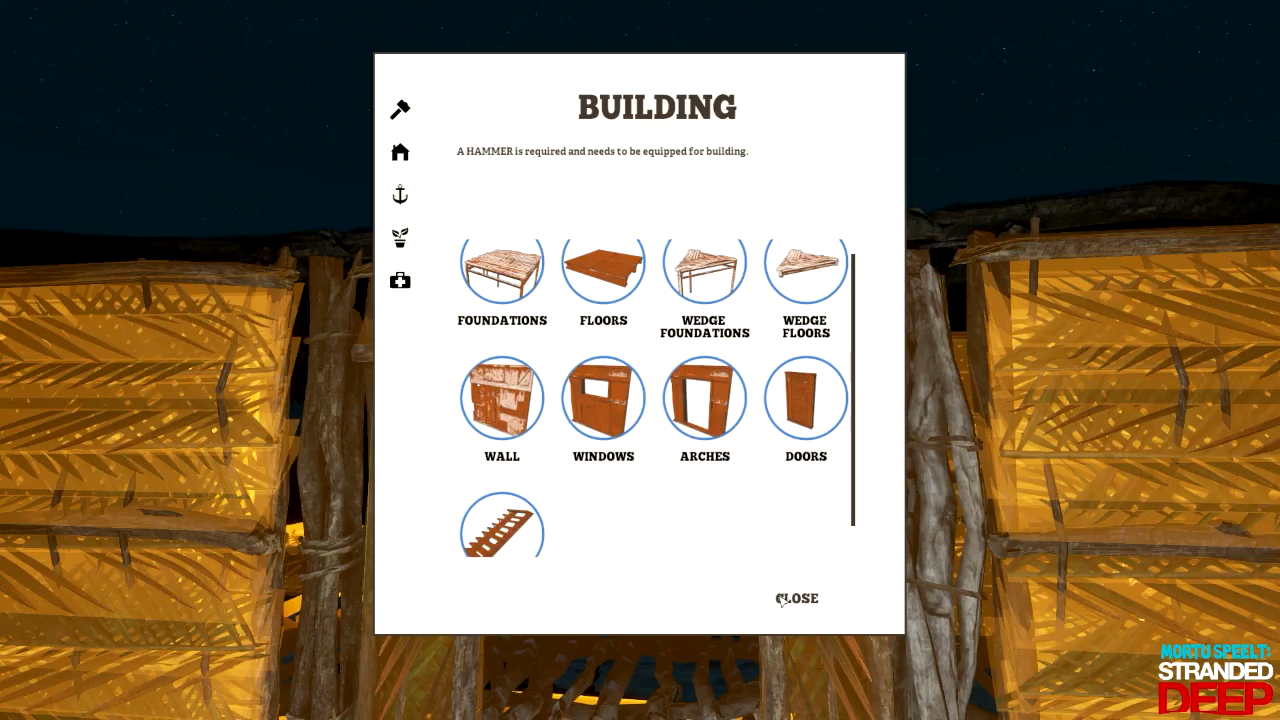 BUILDING
A HAMMER is required and needs to be equipped for building.
FOUNDATIONS
FLOORS
WEDGE
FOUNDATIONS
WEDGE
FLOORS
WALL
WINDOWS
ARCHES
DOORS
CLOSE
MORTU SPEELT:
STRANDED
DEEP